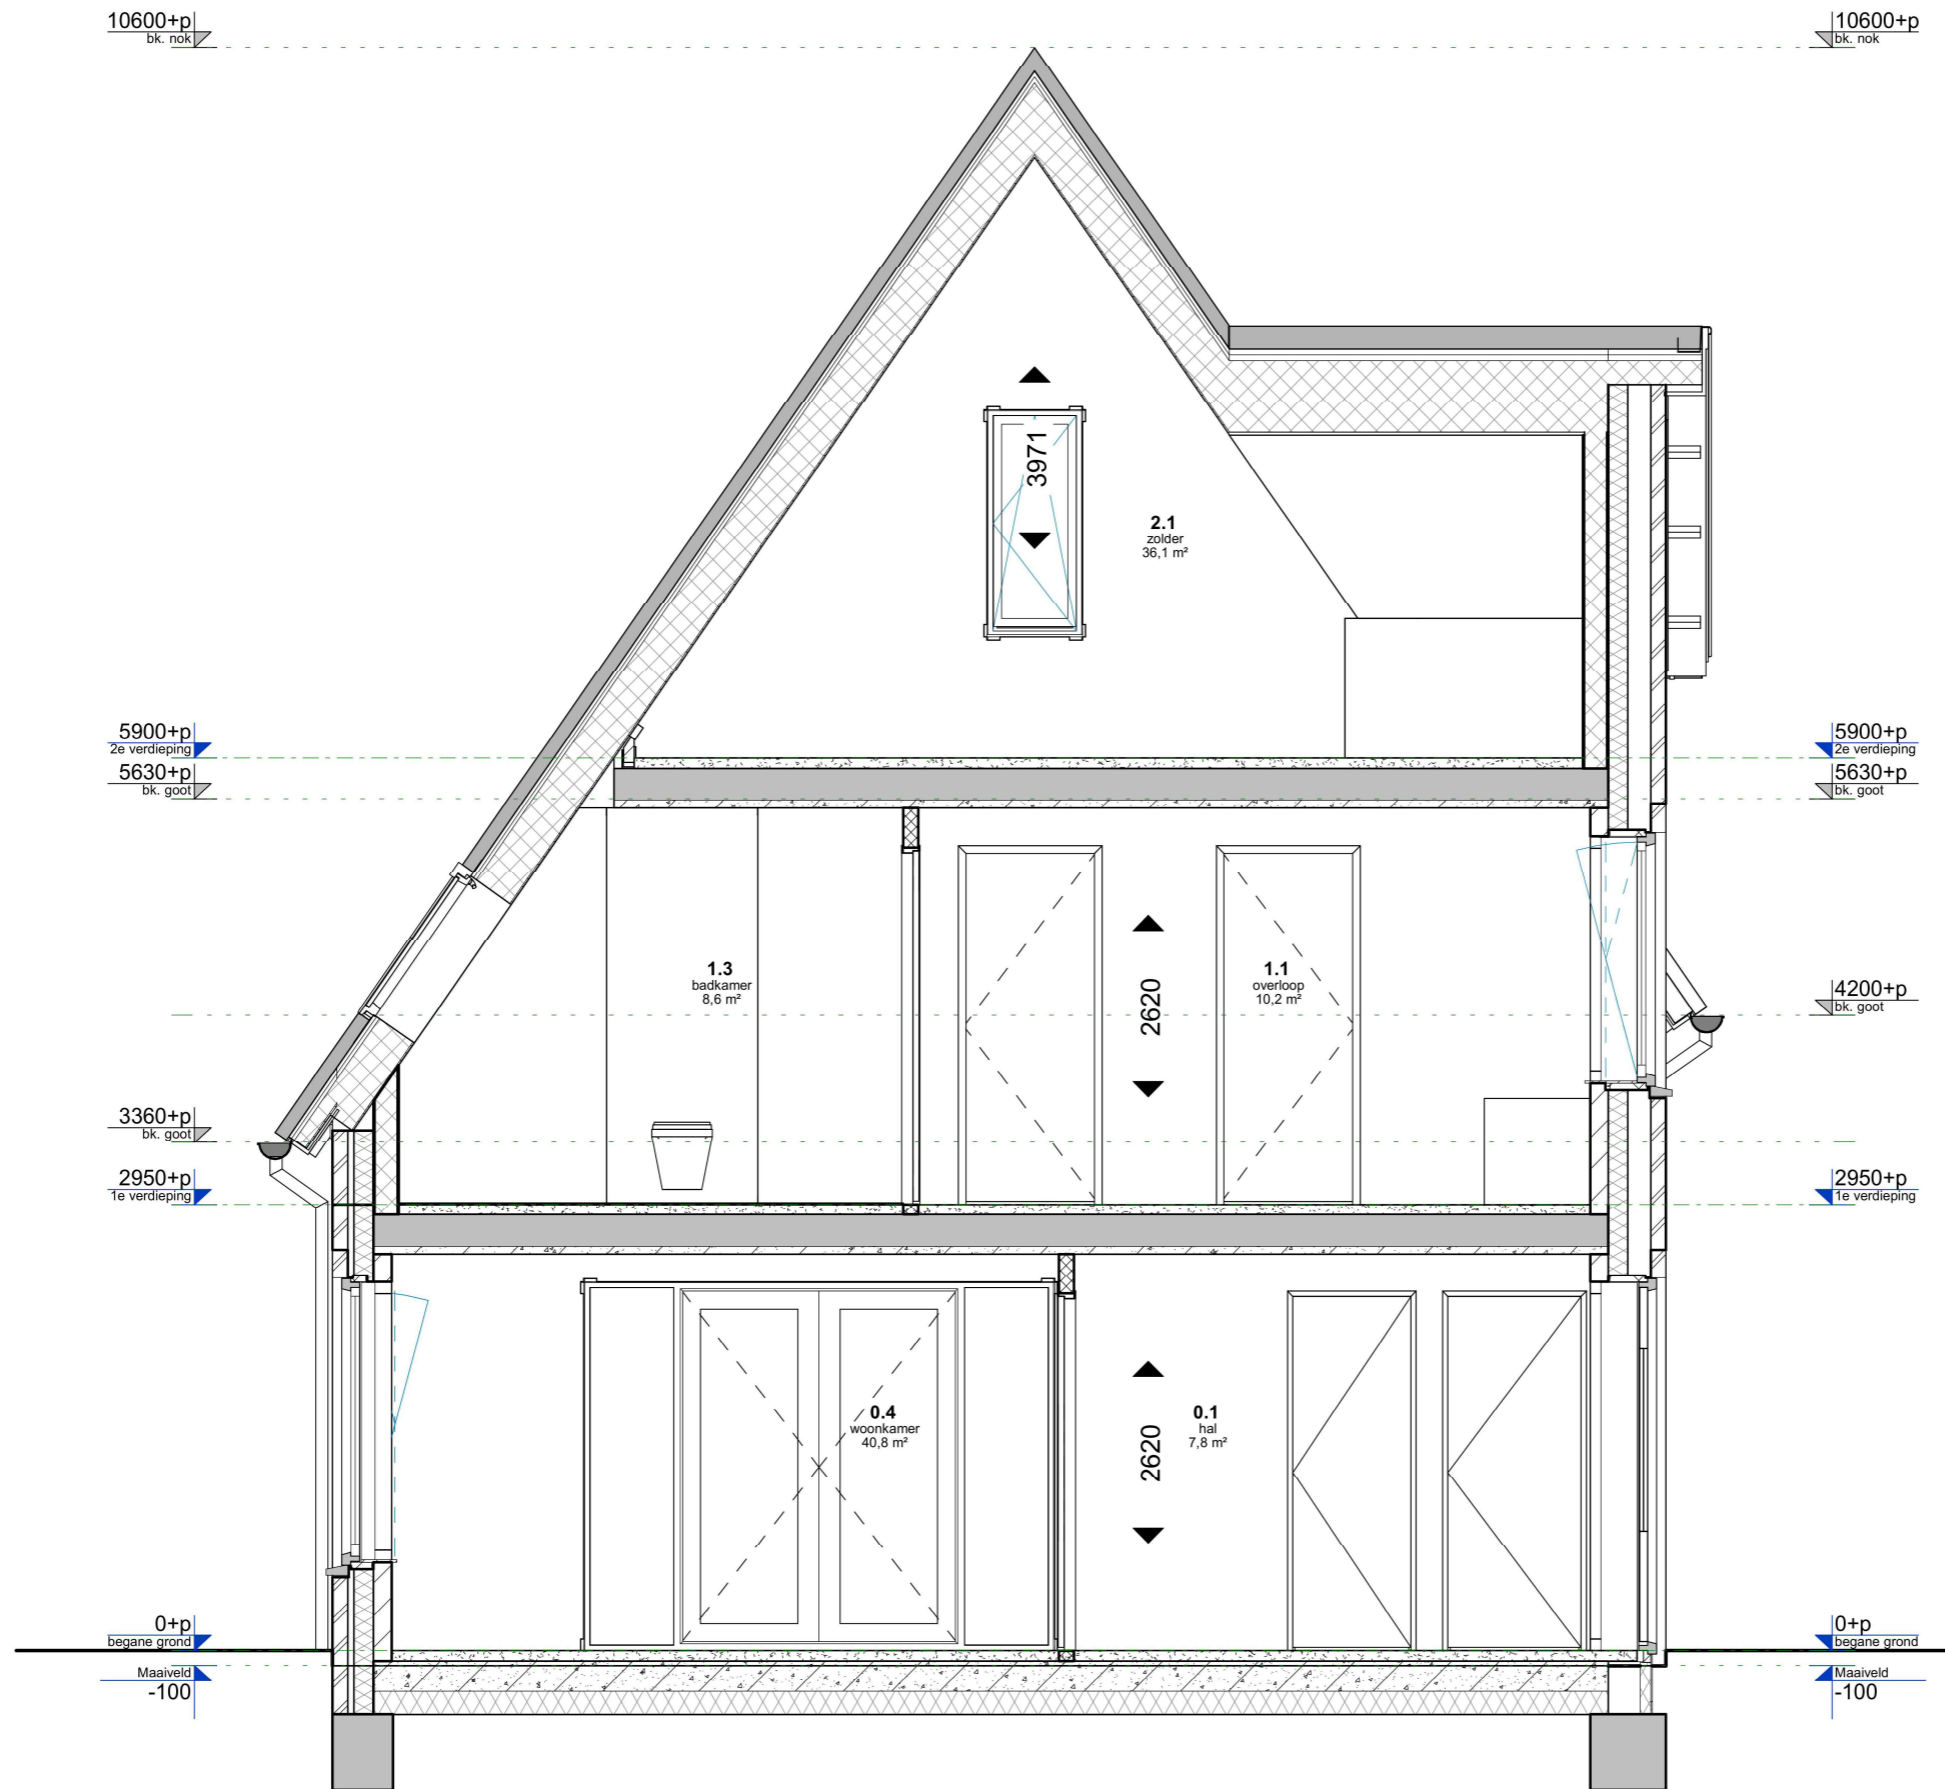 10600+p
bk. nok
10600+p
bk. nok
3971
2.1
zolder
36,1 m²
5900+p
2e verdieping
5630+p
bk. goot
5900+p
2e verdieping
5630+p
bk. goot
1.3
badkamer
8,6 m²
2620
1.1
overloop
10,2 m²
4200+p
bk. goot
3360+p
bk. goot
2950+p
1e verdieping
2950+p
1e verdieping
0.4
woonkamer
40,8 m²
2620
0.1
hal
7,8 m²
0+p
begane grond
Maaiveld
-100
0+p
begane grond
Maaiveld
-100